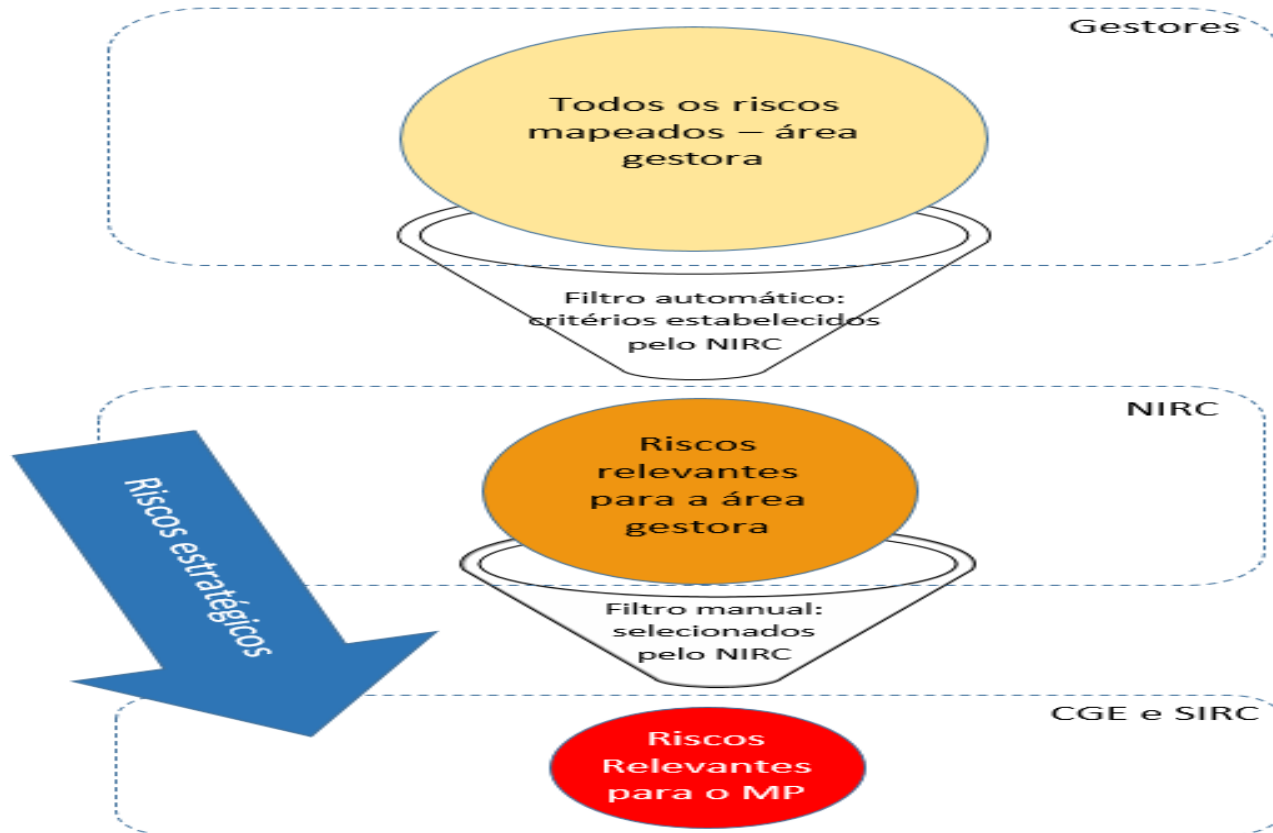 Gestores
Todos os riscos
mapeados – área
gestora
Filtro automático:
critérios estabelecidos
pelo NIRC
NIRC
Riscos
relevantes
para a área
gestora
Riscos estratégicos
Filtro manual:
selecionados
pelo NIRC
CGE e SIRC
Riscos
Relevantes
para o MP